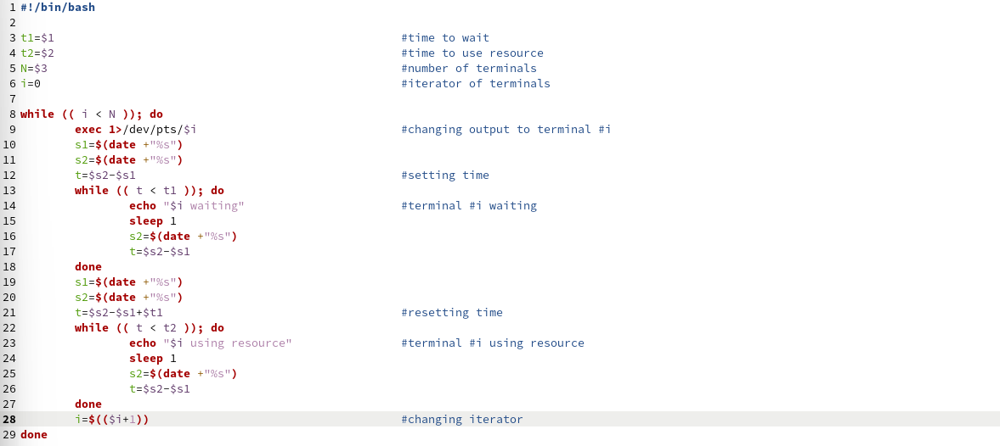 1 #!/bin/bash
2
3 t1=$1 #time to wait
4 t2=$2 #time to use resource
5 N=$3 #number of terminals
6 i=0 #iterator of terminals
7
8 while (( i < N )); do
9 exec 1>/dev/pts/$i #changing output to terminal #i
10 s1=$(date +"%s")
11 s2=$(date +"%s")
12 t=$s2-$s1 #setting time
13 while (( t < t1 )); do
14 echo "$i waiting" #terminal #i waiting
15 sleep 1
16 s2=$(date +"%s")
17 t=$s2-$s1
18 done
19 s1=$(date +"%s")
20 s2=$(date +"%s")
21 t=$s2-$s1+$t1 #resetting time
22 while (( t < t2 )); do
23 echo "$i using resource" #terminal #i using resource
24 sleep 1
25 s2=$(date +"%s")
26 t=$s2-$s1
27 done
28 i=$(($i+1)) #changing iterator
29 done